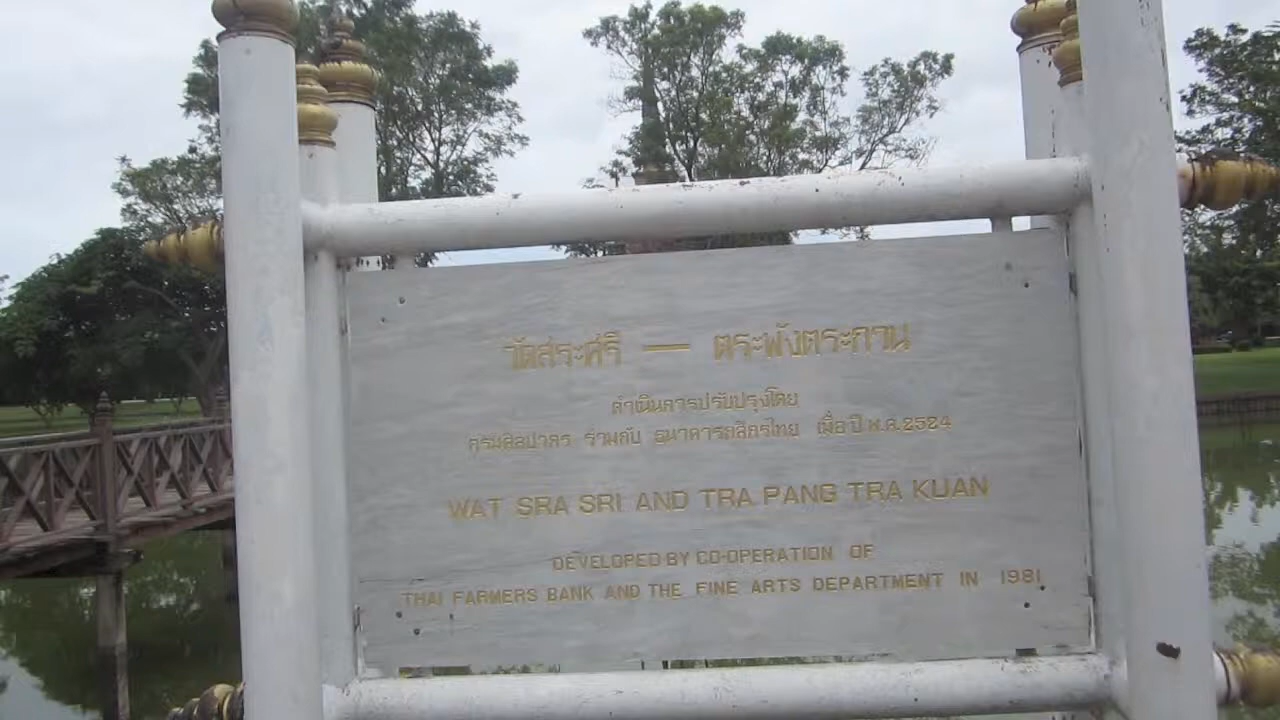 วัดสระศรี — ตระพังตระกวน
ดำเนินการปรับปรุงโดย
กรมศิลปากร ร่วมกับ ธนาคารกสิกรไทย เมื่อ ปี พ.ศ.2524
WAT SRA SRI AND TRA PANG TRA KUAN
DEVELOPED BY CO-OPERATION OF
THAI FARMERS BANK AND THE FINE ARTS DEPARTMENT IN 1981